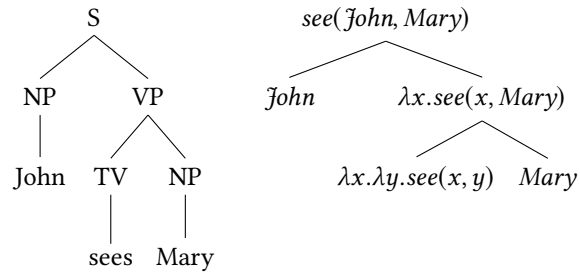 S
see(John, Mary)
NP
VP
John
λx.see(x, Mary)
John
TV
NP
λx.λy.see(x, y)
Mary
sees
Mary